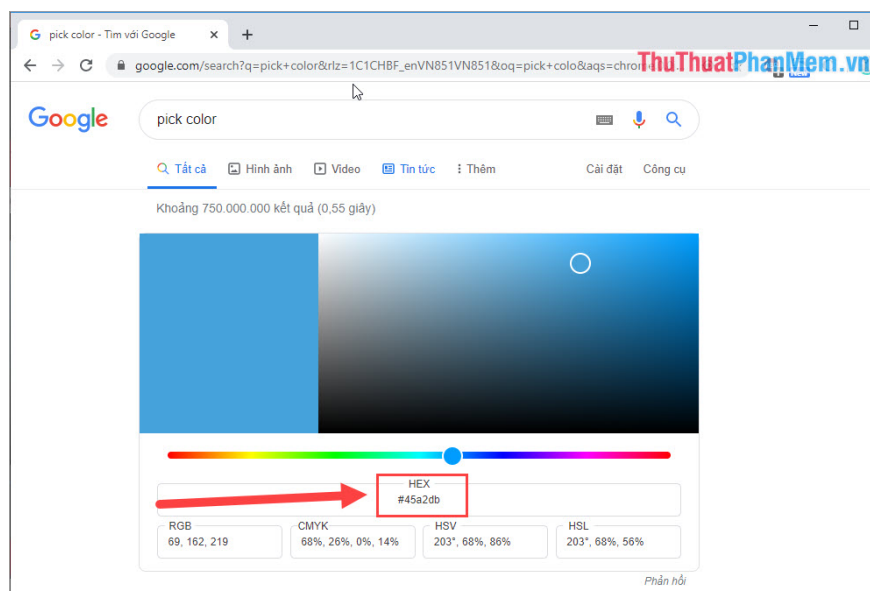 pick color - Tìm với Google
google.com/search?q=pick+color&rlz=1C1CHBF_enVN851VN851&oq=pick+colo&aqs=chro
ThuThuatPhanMem.vn
Google
pick color
Tất cả Hình ảnh Video Tin tức Thêm Cài đặt Công cụ
Khoảng 750.000.000 kết quả (0,55 giây)
HEX
#45a2db
RGB CMYK HSV HSL
69, 162, 219 68%, 26%, 0%, 14% 203°, 68%, 86% 203°, 68%, 56%
Phản hồi